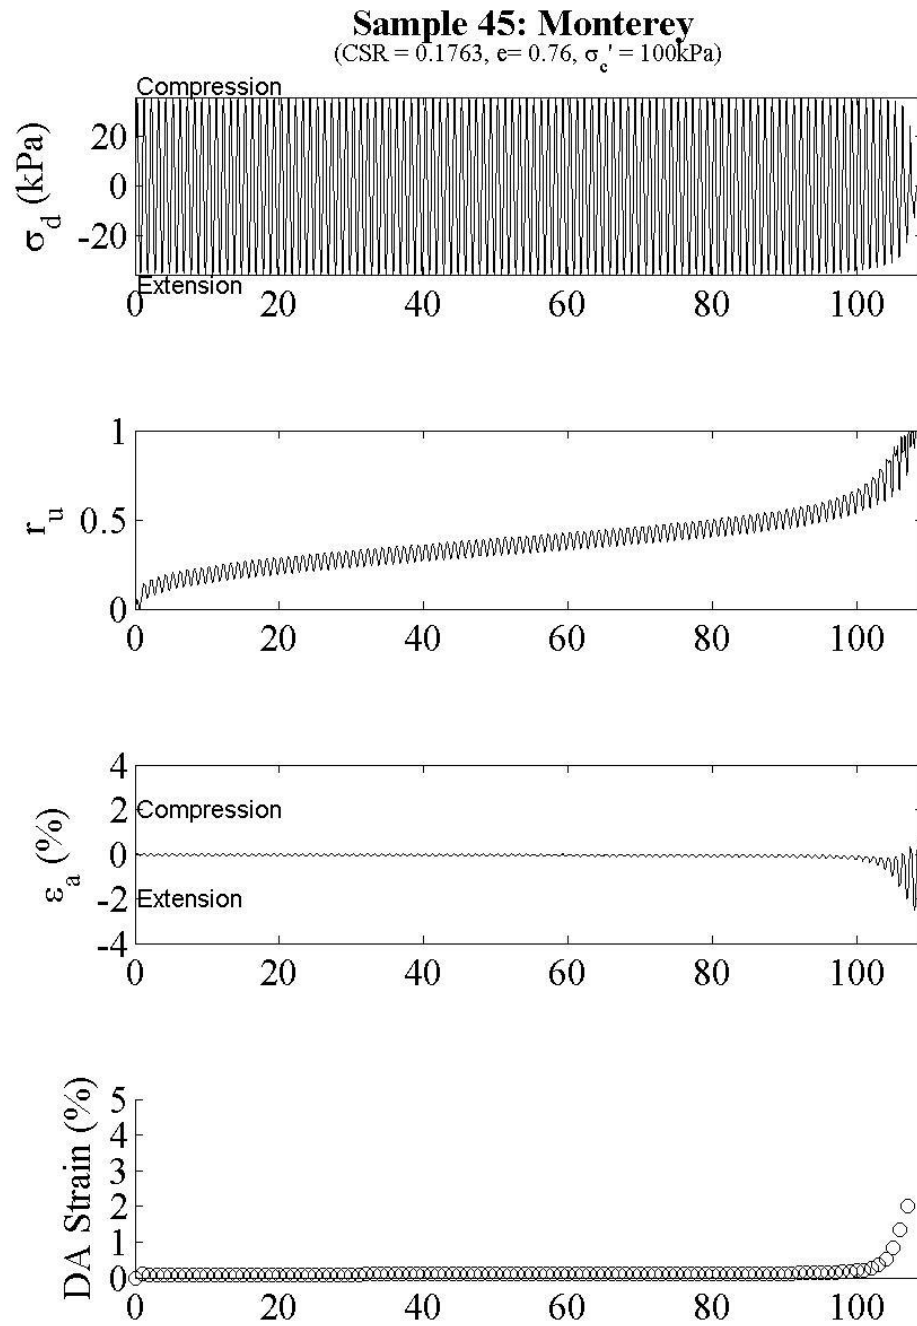 Sample 45: Monterey
(CSR = 0.1763, e= 0.76, σc' = 100kPa)
Compression
20
0
-20
σd (kPa)
Extension
0 20 40 60 80 100
1
0.5
0
ru
0 20 40 60 80 100
4
2
0
-2
-4
εa (%)
Compression
Extension
0 20 40 60 80 100
5
4
3
2
1
0
DA Strain (%)
0 20 40 60 80 100